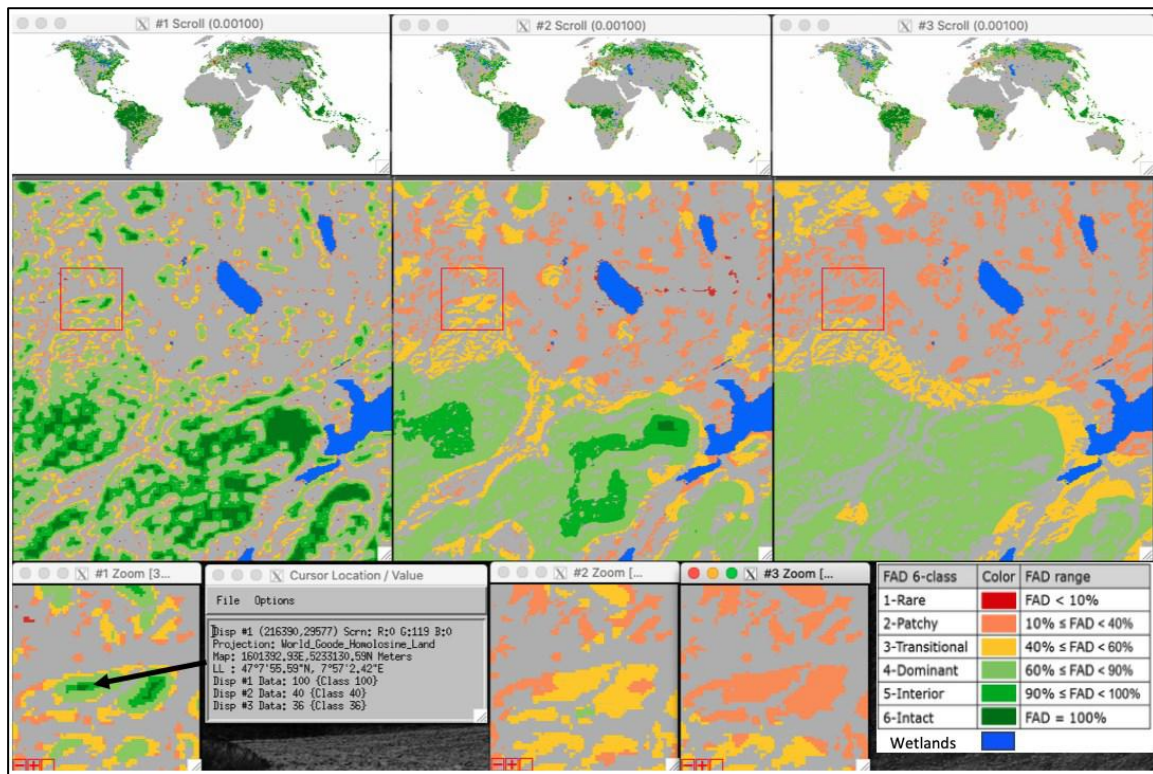 #1 Scroll (0.00100)
#2 Scroll (0.00100)
#3 Scroll (0.00100)
#1 Zoom [3...
Cursor Location / Value
File Options
Disp #1 (216390,29577) Scrn: R:0 G:119 B:0
Projection: World_Goode_Homolosine_Land
Map: 1601392,93E,5233130,59N Meters
LL : 47°7'55,59"N, 7°57'2,42"E
Disp #1 Data: 100 {Class 100}
Disp #2 Data: 40 {Class 40}
Disp #3 Data: 36 {Class 36}
#2 Zoom [...
#3 Zoom [...
FAD 6-class Color FAD range
1-Rare FAD < 10%
2-Patchy 10% ≤ FAD < 40%
3-Transitional 40% ≤ FAD < 60%
4-Dominant 60% ≤ FAD < 90%
5-Interior 90% ≤ FAD < 100%
6-Intact FAD = 100%
Wetlands